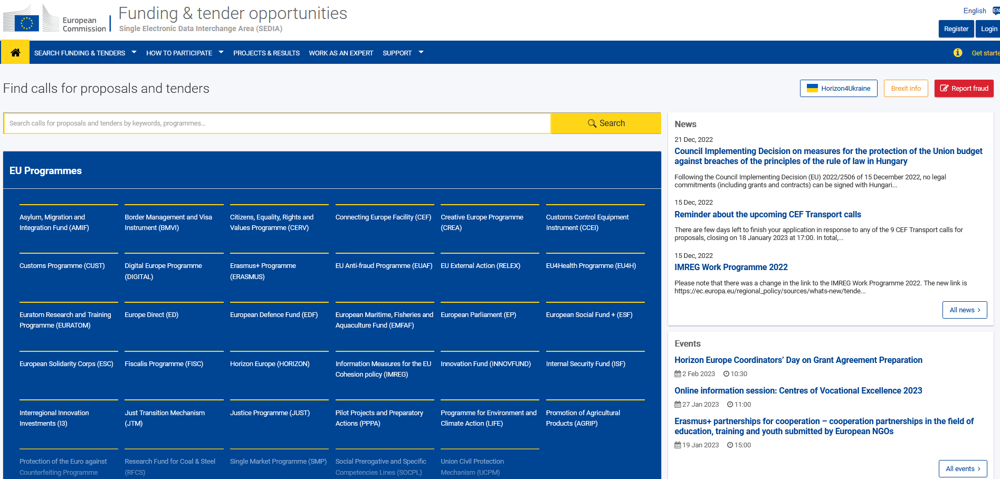 European
Commission
Funding & tender opportunities
Single Electronic Data Interchange Area (SEDIA)
English EN
Register Login
SEARCH FUNDING & TENDERS HOW TO PARTICIPATE PROJECTS & RESULTS WORK AS AN EXPERT SUPPORT
Get starte
Find calls for proposals and tenders
Horizon4Ukraine Brexit info Report fraud
Search calls for proposals and tenders by keywords, programmes...
Search
EU Programmes
Asylum, Migration and
Integration Fund (AMIF)
Border Management and Visa
Instrument (BMVI)
Citizens, Equality, Rights and
Values Programme (CERV)
Connecting Europe Facility (CEF)
Creative Europe Programme
(CREA)
Customs Control Equipment
Instrument (CCEI)
Customs Programme (CUST)
Digital Europe Programme
(DIGITAL)
Erasmus+ Programme
(ERASMUS)
EU Anti-fraud Programme (EUAF)
EU External Action (RELEX)
EU4Health Programme (EU4H)
Euratom Research and Training
Programme (EURATOM)
Europe Direct (ED)
European Defence Fund (EDF)
European Maritime, Fisheries and
Aquaculture Fund (EMFAF)
European Parliament (EP)
European Social Fund + (ESF)
European Solidarity Corps (ESC)
Fiscalis Programme (FISC)
Horizon Europe (HORIZON)
Information Measures for the EU
Cohesion policy (IMREG)
Innovation Fund (INNOVFUND)
Internal Security Fund (ISF)
Interregional Innovation
Investments (I3)
Just Transition Mechanism
(JTM)
Justice Programme (JUST)
Pilot Projects and Preparatory
Actions (PPPA)
Programme for Environment and
Climate Action (LIFE)
Promotion of Agricultural
Products (AGRIP)
Protection of the Euro against
Counterfeiting Programme
Research Fund for Coal & Steel
(RFCS)
Single Market Programme (SMP)
Social Prerogative and Specific
Competencies Lines (SOCPL)
Union Civil Protection
Mechanism (UCPM)
News
21 Dec, 2022
Council Implementing Decision on measures for the protection of the Union budget
against breaches of the principles of the rule of law in Hungary
Following the Council Implementing Decision (EU) 2022/2506 of 15 December 2022, no legal
commitments (including grants and contracts) can be signed with Hungari...
15 Dec, 2022
Reminder about the upcoming CEF Transport calls
There are few days left to finish your application in response to any of the 9 CEF Transport calls for
proposals, closing on 18 January 2023 at 17:00. In total,...
15 Dec, 2022
IMREG Work Programme 2022
Please note that there was a change in the link to the IMREG Work Programme 2022. The new link is
https://ec.europa.eu/regional_policy/sources/whats-new/tende...
All news >
Events
Horizon Europe Coordinators’ Day on Grant Agreement Preparation
2 Feb 2023 10:30
Online information session: Centres of Vocational Excellence 2023
27 Jan 2023 11:00
Erasmus+ partnerships for cooperation – cooperation partnerships in the field of
education, training and youth submitted by European NGOs
19 Jan 2023 15:00
All events >